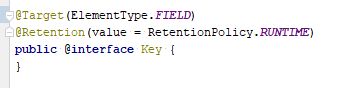 @Target(ElementType.FIELD)
@Retention(value = RetentionPolicy.RUNTIME)
public @interface Key {
}